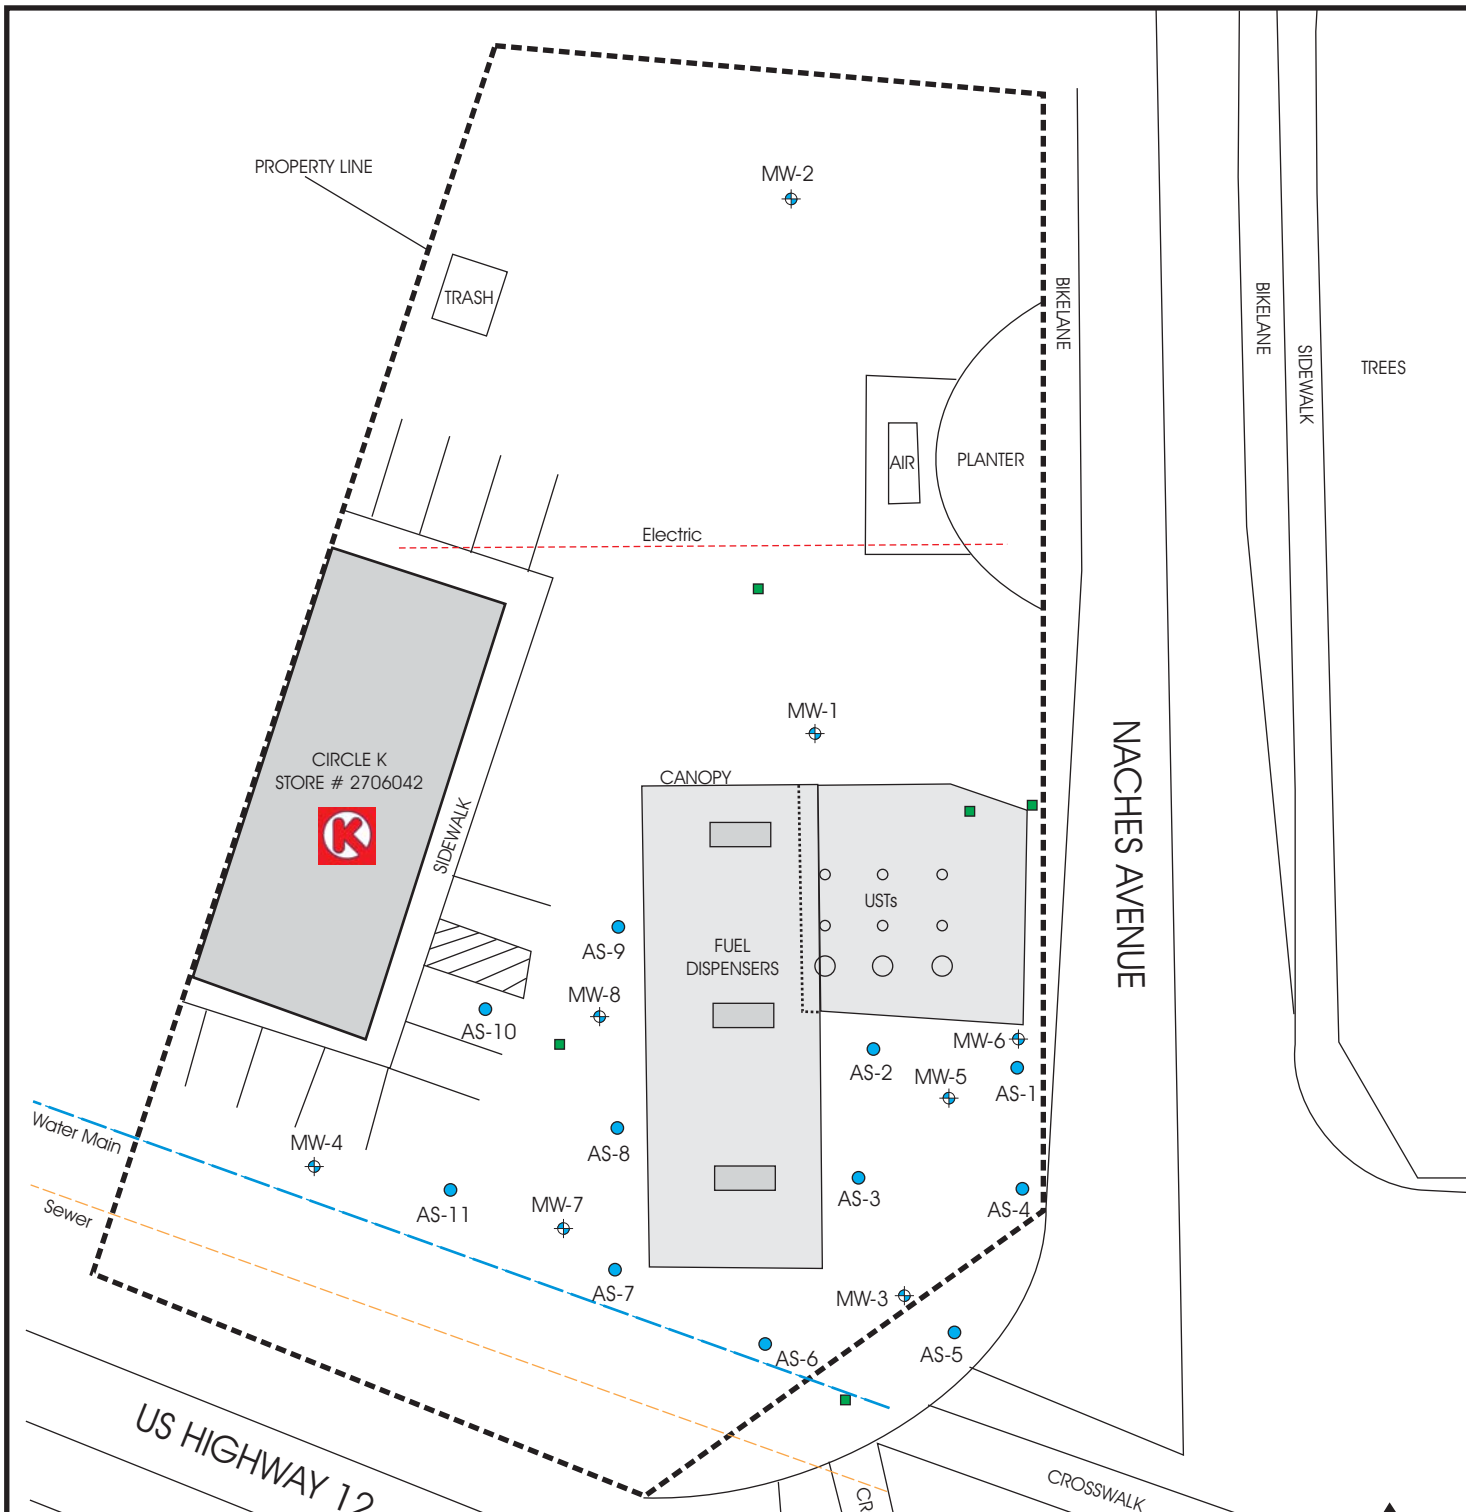 PROPERTY LINE
MW-2
TRASH
BIKELANE
BIKELANE
SIDEWALK
TREES
AIR
PLANTER
Electric
MW-1
CIRCLE K
STORE # 2706042
K
SIDEWALK
CANOPY
NACHES AVENUE
USTs
FUEL
DISPENSERS
AS-9
MW-8
AS-10
MW-6
AS-2
MW-5
AS-1
Water Main
MW-4
AS-8
AS-3
AS-4
Sewer
AS-11
MW-7
AS-7
MW-3
AS-6
AS-5
US HIGHWAY 12
CROSSWALK
CR